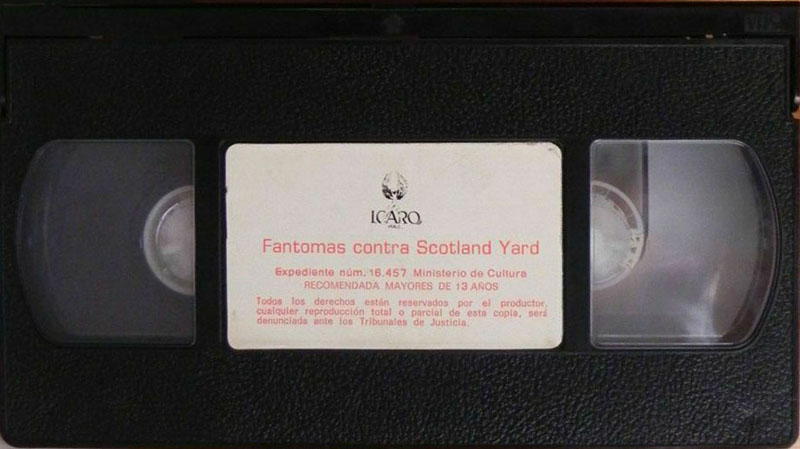 VHS
ICARO
Fantomas contra Scotland Yard
Expediente núm. 16.457 Ministerio de Cultura
RECOMENDADA MAYORES DE 13 AÑOS
Todos los derechos están reservados por el productor,
cualquier reproducción total o parcial de esta copia, será
denunciada ante los Tribunales de Justicia.